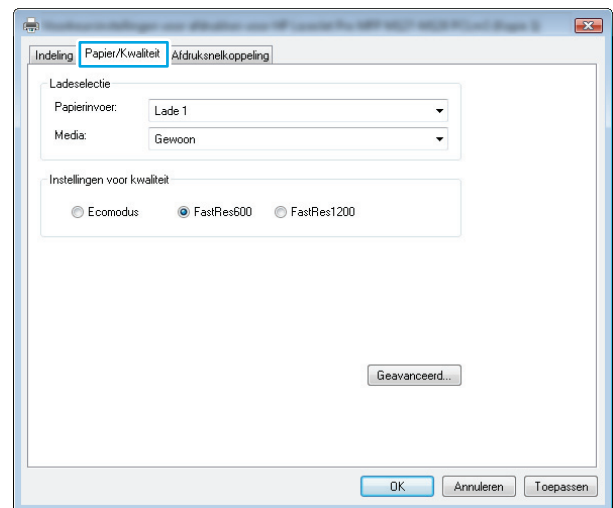 Indeling Papier/Kwaliteit Afdruksnelkoppeling
Ladeselectie
Papierinvoer: Lade 1
Media: Gewoon
Instellingen voor kwaliteit
Ecomodus FastRes600 FastRes1200
Geavanceerd...
OK Annuleren Toepassen